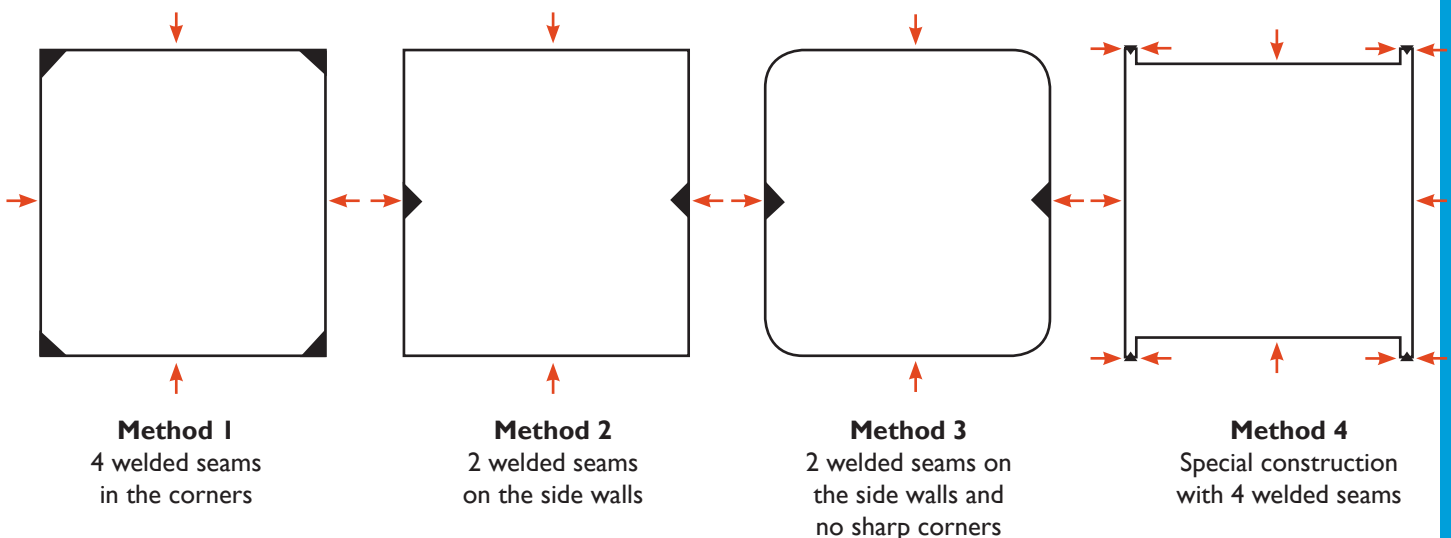 Method 1
4 welded seams
in the corners
Method 2
2 welded seams
on the side walls
Method 3
2 welded seams on
the side walls and
no sharp corners
Method 4
Special construction
with 4 welded seams